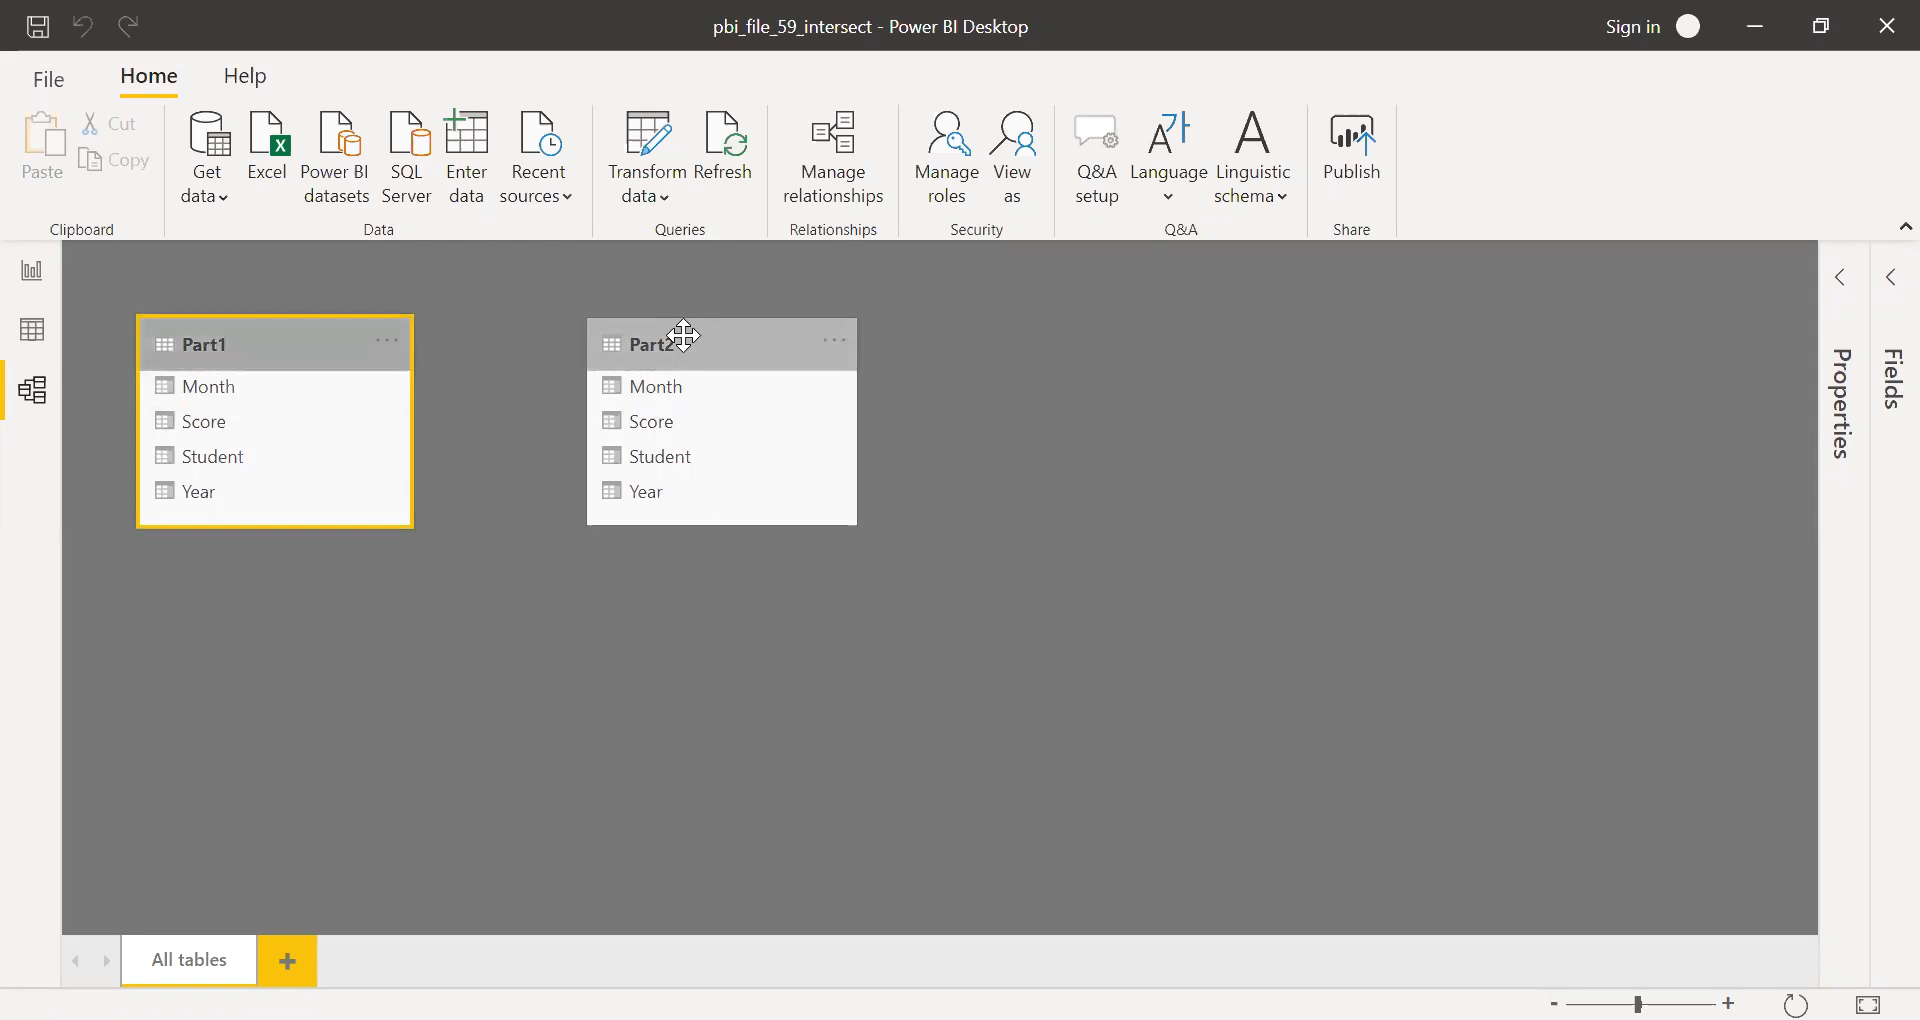 pbi_file_59_intersect - Power BI Desktop
Sign in
File
Home
Help
Paste
Cut
Copy
Clipboard
Get data
Excel
Power BI datasets
SQL Server
Enter data
Recent sources
Data
Transform data
Refresh
Queries
Manage relationships
Relationships
Manage roles
View as
Security
Q&A setup
Language
Linguistic schema
Q&A
Publish
Share
Part1
Month
Score
Student
Year
Part2
Month
Score
Student
Year
Properties
Fields
All tables